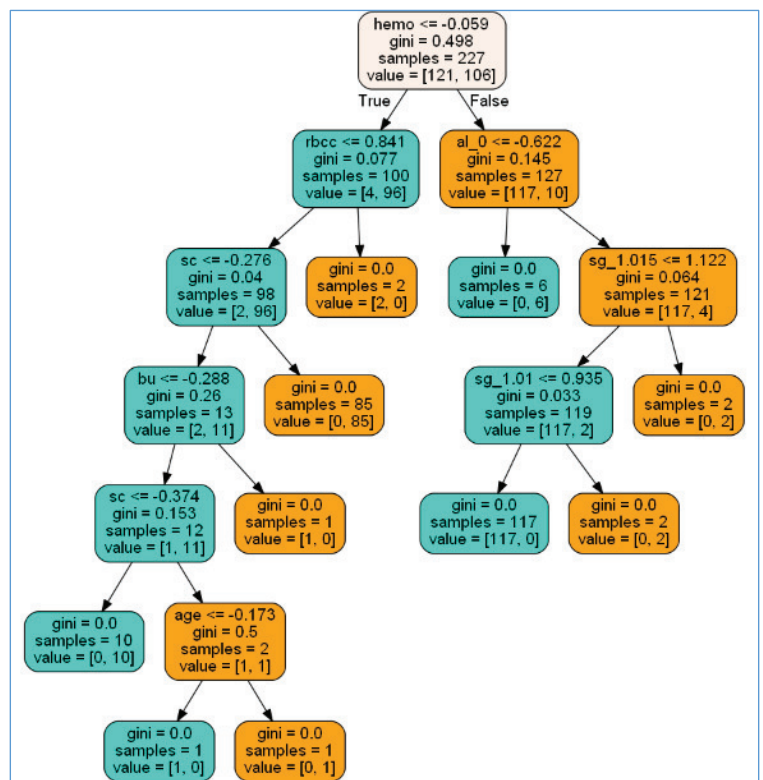 hemo <= -0.059
gini = 0.498
samples = 227
value = [121, 106]
True
False
rbcc <= 0.841
gini = 0.077
samples = 100
value = [4, 96]
al_0 <= -0.622
gini = 0.145
samples = 127
value = [117, 10]
sc <= -0.276
gini = 0.04
samples = 98
value = [2, 96]
gini = 0.0
samples = 2
value = [2, 0]
gini = 0.0
samples = 6
value = [0, 6]
sg_1.015 <= 1.122
gini = 0.064
samples = 121
value = [117, 4]
bu <= -0.288
gini = 0.26
samples = 13
value = [2, 11]
gini = 0.0
samples = 85
value = [0, 85]
sg_1.01 <= 0.935
gini = 0.033
samples = 119
value = [117, 2]
gini = 0.0
samples = 2
value = [0, 2]
sc <= -0.374
gini = 0.153
samples = 12
value = [1, 11]
gini = 0.0
samples = 1
value = [1, 0]
gini = 0.0
samples = 117
value = [117, 0]
gini = 0.0
samples = 2
value = [0, 2]
gini = 0.0
samples = 10
value = [0, 10]
age <= -0.173
gini = 0.5
samples = 2
value = [1, 1]
gini = 0.0
samples = 1
value = [1, 0]
gini = 0.0
samples = 1
value = [0, 1]